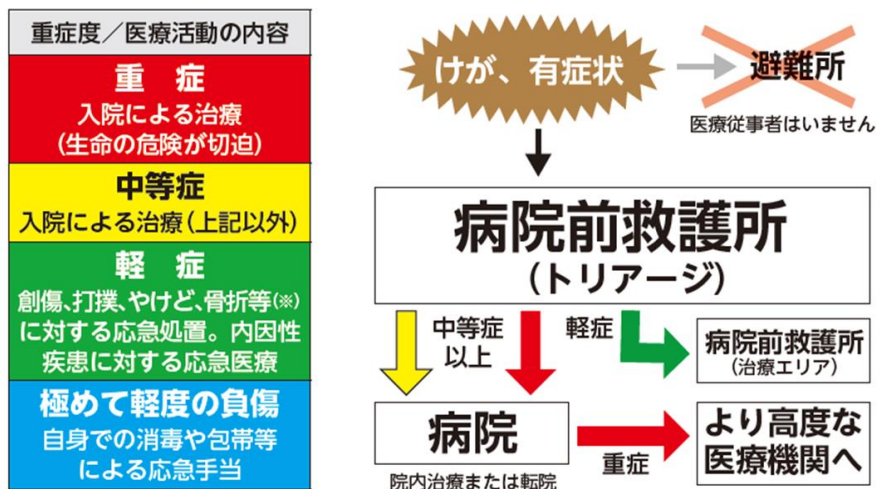 重症度／医療活動の内容
重 症
入院による治療
(生命の危険が切迫)
中等症
入院による治療(上記以外)
軽 症
創傷、打撲、やけど、骨折等(※)
に対する応急処置。内因性
疾患に対する応急医療
極めて軽度の負傷
自身での消毒や包帯等
による応急手当
けが、有症状
避難所
医療従事者はいません
病院前救護所
(トリアージ)
中等症
以上
軽症
病院前救護所
(治療エリア)
病院
院内治療または転院
重症
より高度な
医療機関へ